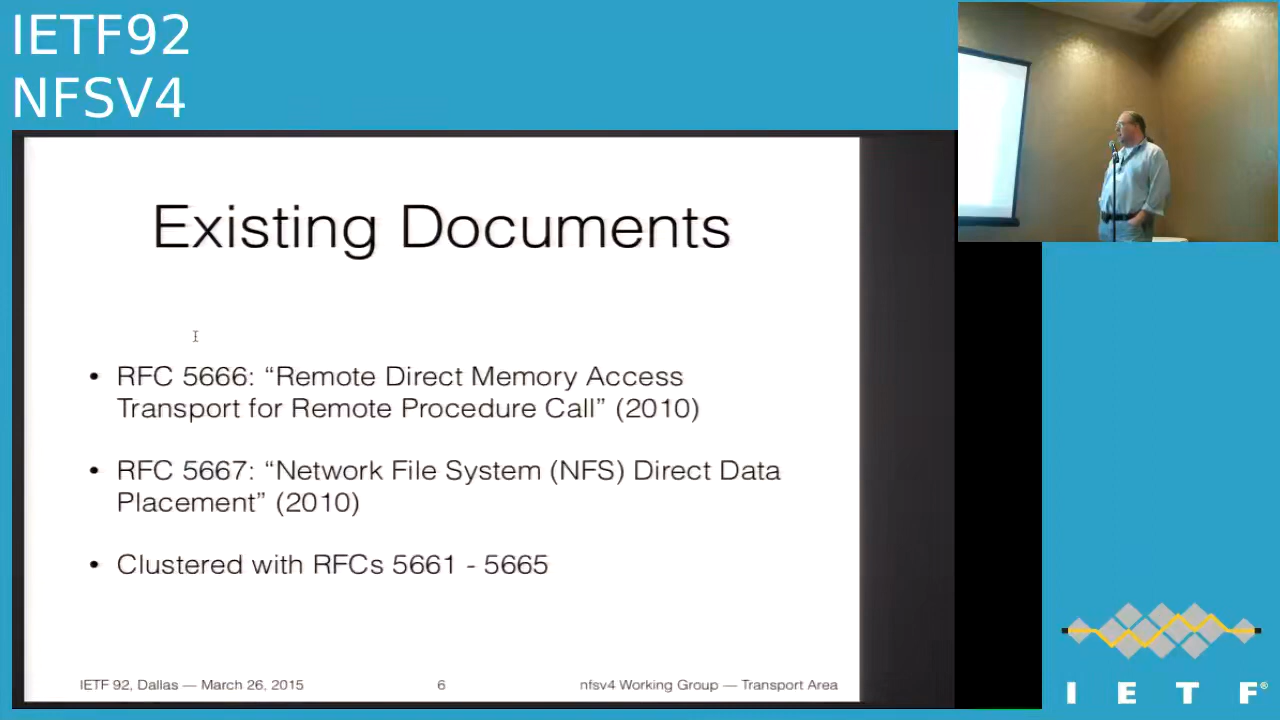 IETF92
NFSV4
Existing Documents
• RFC 5666: “Remote Direct Memory Access
Transport for Remote Procedure Call” (2010)
• RFC 5667: “Network File System (NFS) Direct Data
Placement” (2010)
• Clustered with RFCs 5661 - 5665
IETF 92, Dallas — March 26, 2015
6
nfsv4 Working Group — Transport Area
I E T F®